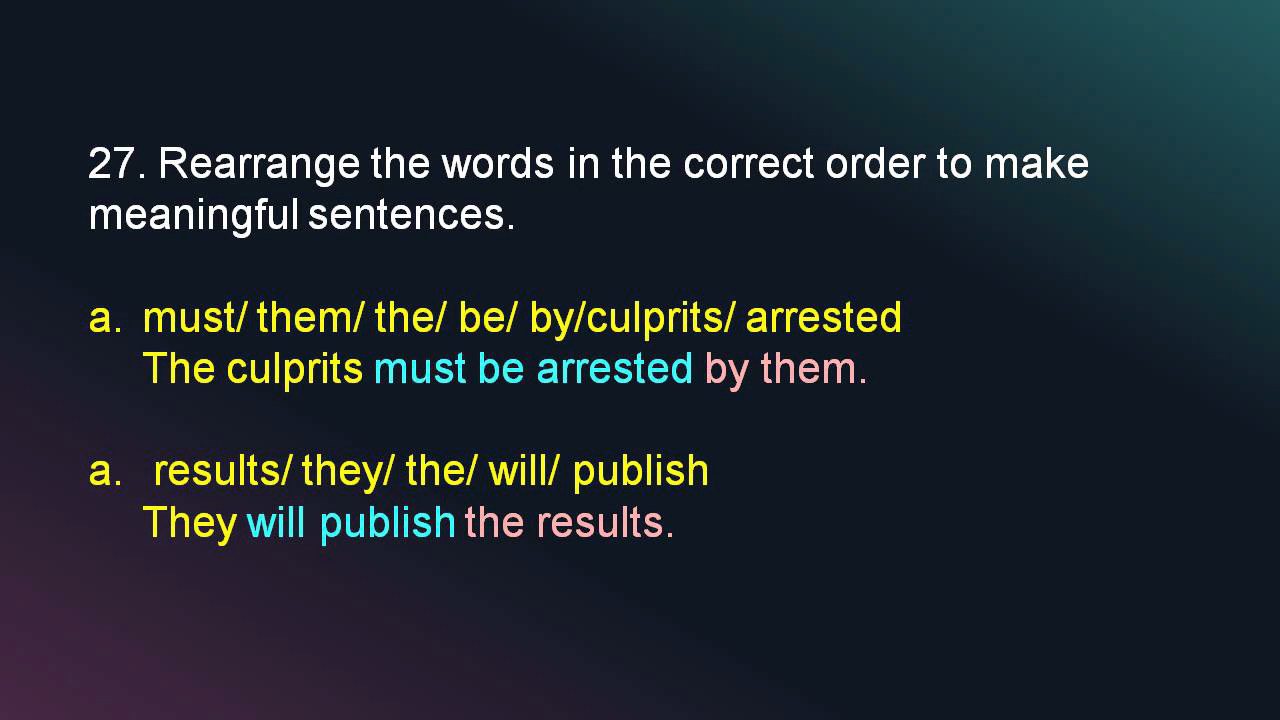 27. Rearrange the words in the correct order to make
meaningful sentences.
a. must/ them/ the/ be/ by/culprits/ arrested
The culprits must be arrested by them.
a. results/ they/ the/ will/ publish
They will publish the results.